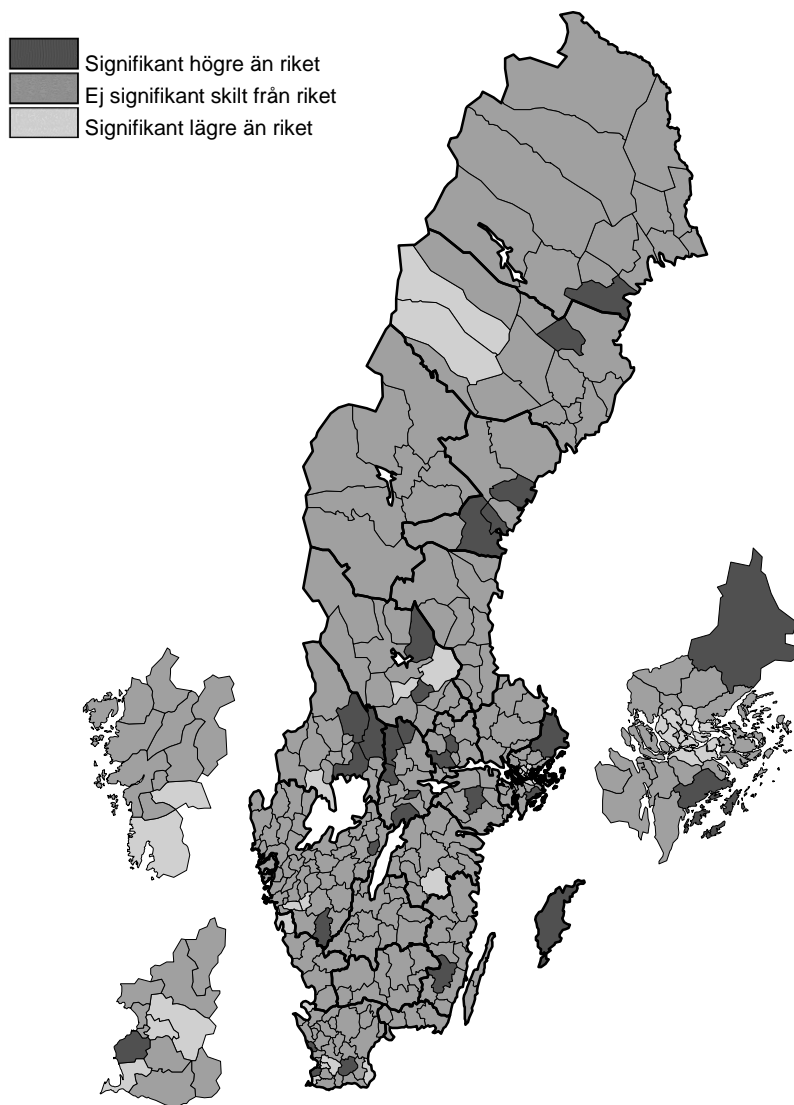 Signifikant högre än riket
Ej signifikant skilt från riket
Signifikant lägre än riket